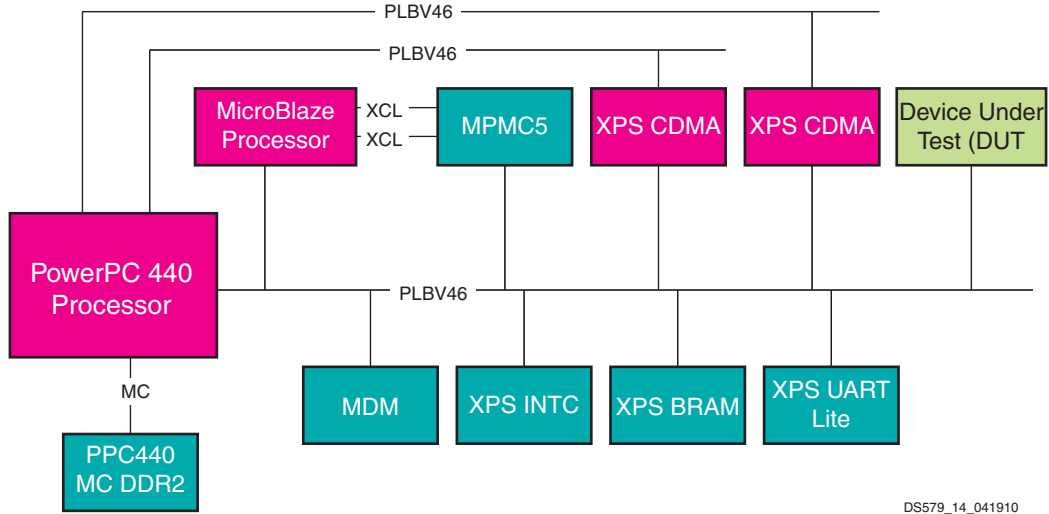 PLBV46
PLBV46
MicroBlaze
Processor
XCL
XCL
MPMC5
XPS CDMA
XPS CDMA
Device Under
Test (DUT
PowerPC 440
Processor
PLBV46
MC
MDM
XPS INTC
XPS BRAM
XPS UART
Lite
PPC440
MC DDR2
DS579_14_041910